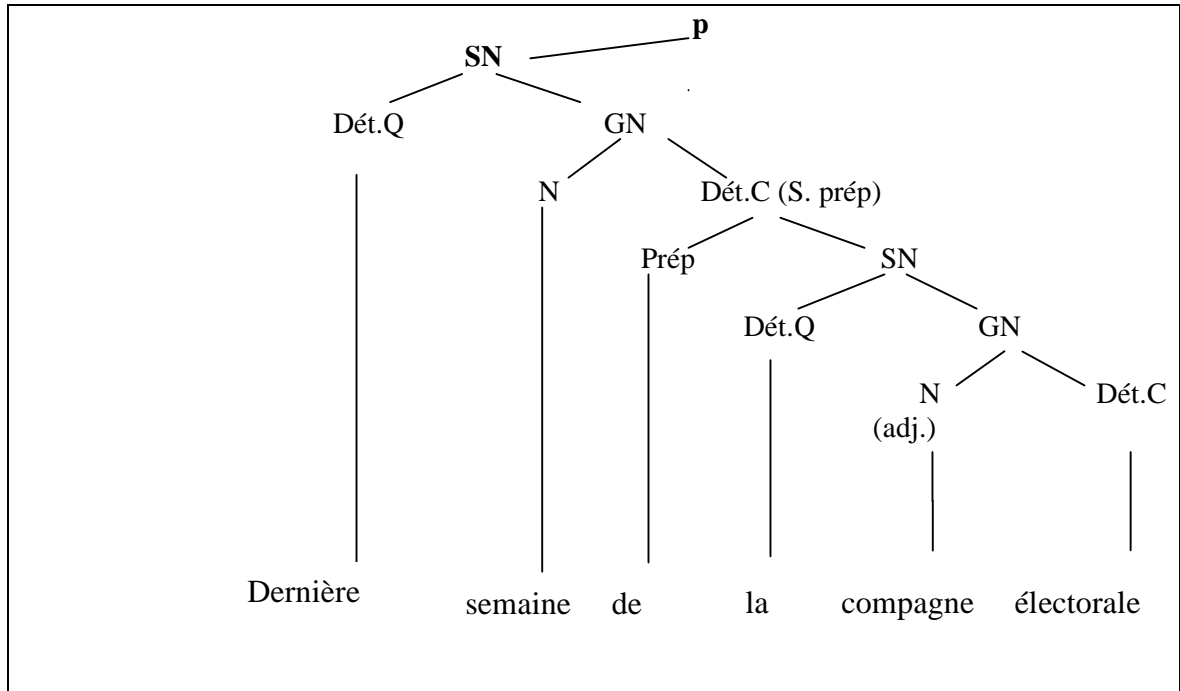 p
SN
Dét.Q GN
N Dét.C (S. prép)
Prép SN
Dét.Q GN
N Dét.C
(adj.)
Dernière semaine de la compagne électorale